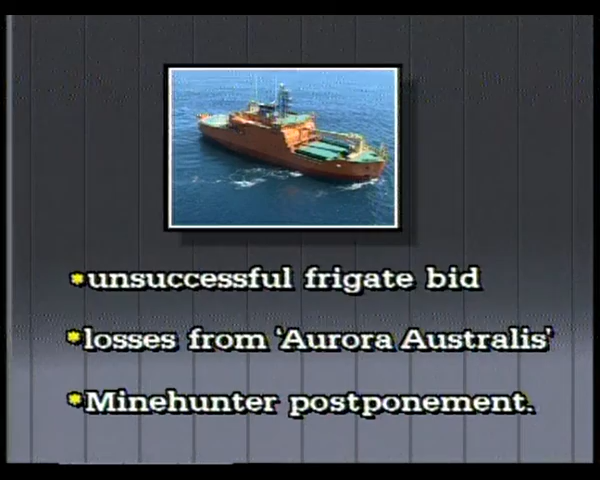 *unsuccessful frigate bid
*losses from 'Aurora Australis'
*Minehunter postponement.